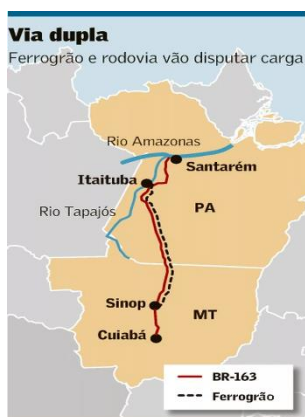 Via dupla
Ferrogrão e rodovia vão disputar carga
Rio Amazonas
Santarém
Itaituba
Rio Tapajós
PA
Sinop
MT
Cuiabá
BR-163
Ferrogrão